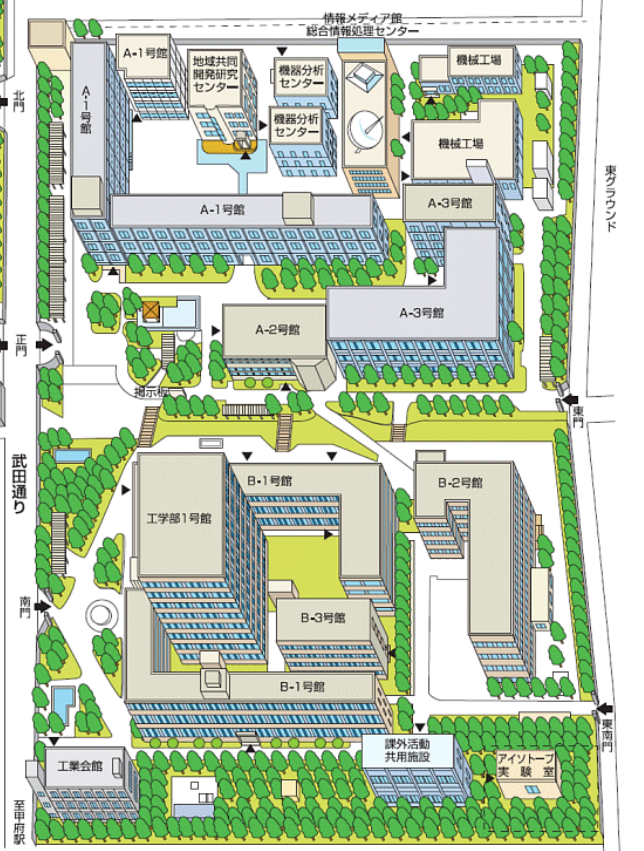 情報メディア館
総合情報処理センター
A-1号館
地域共同
開発研究
センター
機器分析
センター
機械工場
A-1号館
北門
機器分析
センター
機械工場
東グラウンド
A-1号館
A-3号館
A-3号館
A-2号館
正門
掲示板
東門
武田通り
B-1号館
B-2号館
工学部1号館
南門
B-3号館
B-1号館
東南門
課外活動
共用施設
アイソトープ
実験室
工業会館
至甲府駅